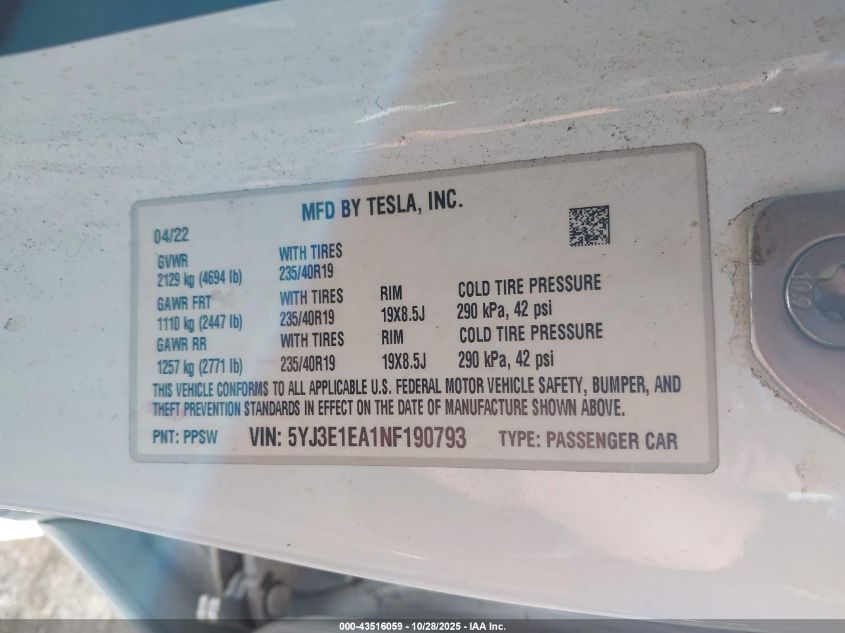 MFD BY TESLA, INC.
04/22
GVWR WITH TIRES
2129 kg (4694 lb) 235/40R19
GAWR FRT WITH TIRES RIM COLD TIRE PRESSURE
1110 kg (2447 lb) 235/40R19 19X8.5J 290 kPa, 42 psi
GAWR RR WITH TIRES RIM COLD TIRE PRESSURE
1257 kg (2771 lb) 235/40R19 19X8.5J 290 kPa, 42 psi
THIS VEHICLE CONFORMS TO ALL APPLICABLE U.S. FEDERAL MOTOR VEHICLE SAFETY, BUMPER, AND
THEFT PREVENTION STANDARDS IN EFFECT ON THE DATE OF MANUFACTURE SHOWN ABOVE.
PNT: PPSW VIN: 5YJ3E1EA1NF190793 TYPE: PASSENGER CAR
10.9
000-43516059 - 10/28/2025 - IAA Inc.